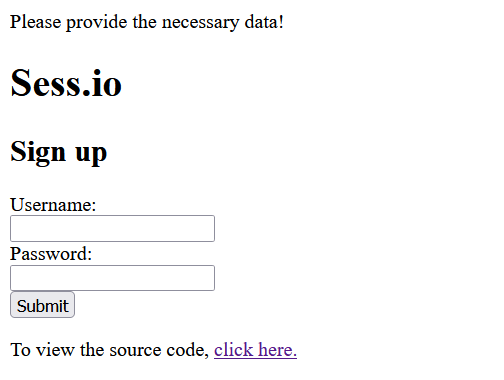 Please provide the necessary data!
Sess.io
Sign up
Username:
Password:
Submit
To view the source code, click here.